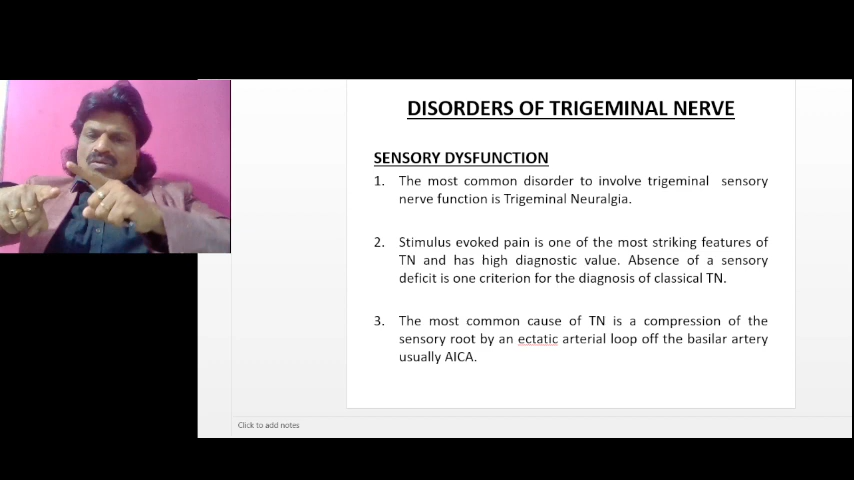 DISORDERS OF TRIGEMINAL NERVE
SENSORY DYSFUNCTION
1. The most common disorder to involve trigeminal sensory
nerve function is Trigeminal Neuralgia.
2. Stimulus evoked pain is one of the most striking features of
TN and has high diagnostic value. Absence of a sensory
deficit is one criterion for the diagnosis of classical TN.
3. The most common cause of TN is a compression of the
sensory root by an ectatic arterial loop off the basilar artery
usually AICA.
Click to add notes